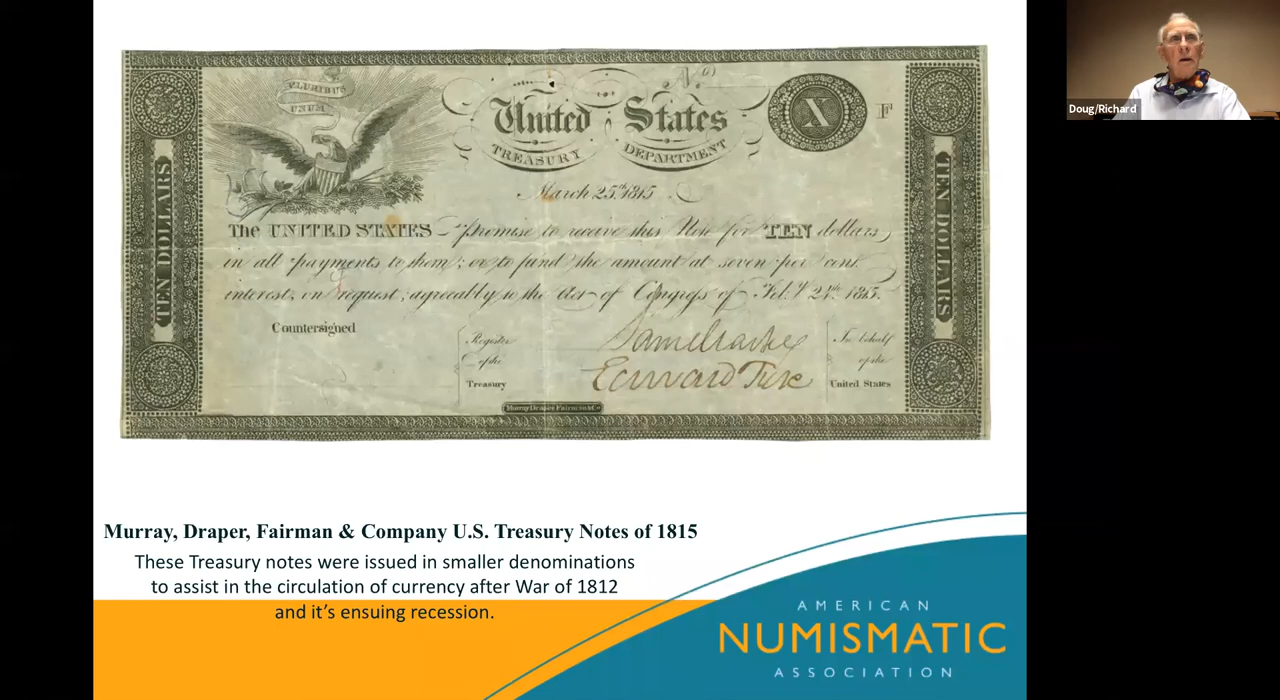 PLURIBUS
UNUM
No
United States
TREASURY DEPARTMENT
X
F
March 25th 1815
TEN DOLLARS
The UNITED STATES promise to receive this Note for TEN dollars,
in all payments to them; or to fund the amount at seven per cent.
interest, on request, agreeably to the Act of Congress of Feb.y 24th 1815.
TEN DOLLARS
Countersigned
Register
of the
Treasury
In behalf
of the
United States
Murray Draper Fairman & Co
Murray, Draper, Fairman & Company U.S. Treasury Notes of 1815
These Treasury notes were issued in smaller denominations
to assist in the circulation of currency after War of 1812
and it’s ensuing recession.
AMERICAN
NUMISMATIC
ASSOCIATION
Doug/Richard